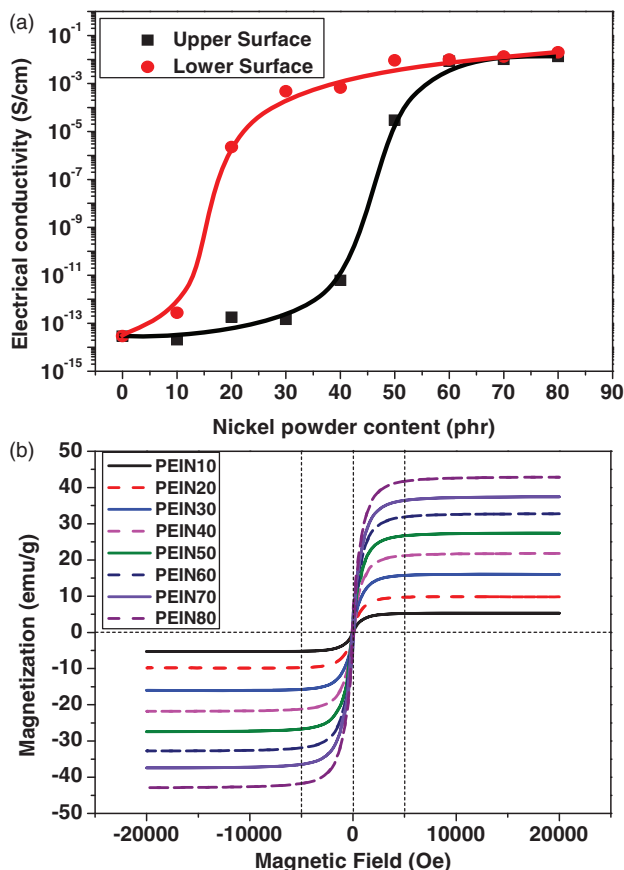 (a)
10⁻¹
10⁻³
10⁻⁵
10⁻⁷
10⁻⁹
10⁻¹¹
10⁻¹³
10⁻¹⁵
Electrical conductivity (S/cm)
Upper Surface
Lower Surface
0 10 20 30 40 50 60 70 80 90
Nickel powder content (phr)
(b)
50
40
30
20
10
0
-10
-20
-30
-40
-50
Magnetization (emu/g)
PEIN10
PEIN20
PEIN30
PEIN40
PEIN50
PEIN60
PEIN70
PEIN80
-20000 -10000 0 10000 20000
Magnetic Field (Oe)